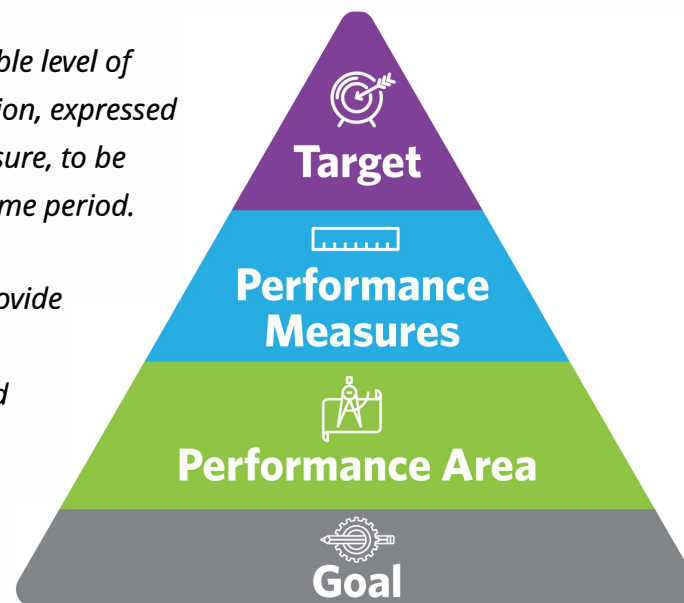 ble level of
ion, expressed
sure, to be
me period.
ovide
d
Target
Performance
Measures
Performance Area
Goal